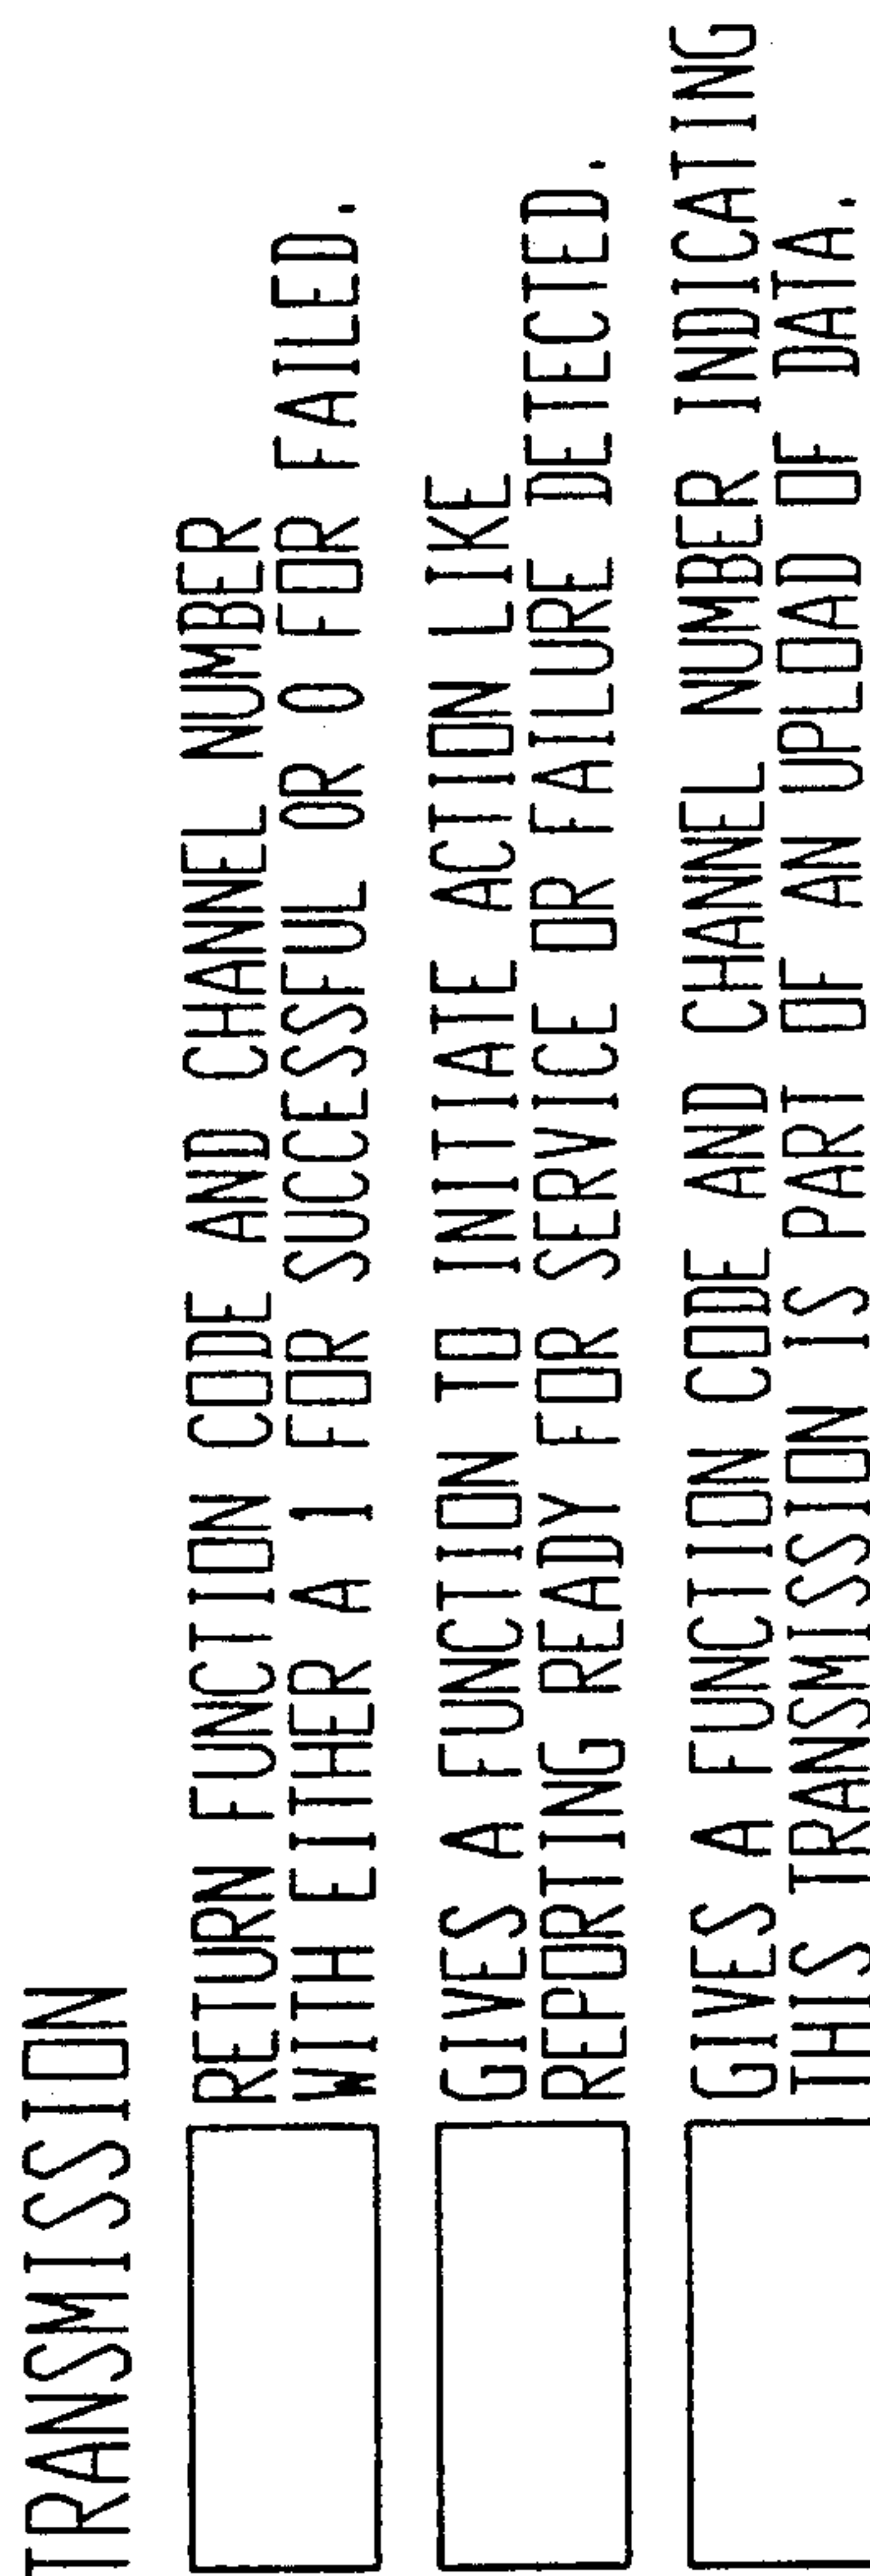 TRANSMISSION
RETURN FUNCTION CODE AND CHANNEL NUMBER
WITH EITHER A 1 FOR SUCCESSFUL OR 0 FOR FAILED.
GIVES A FUNCTION TO INITIATE ACTION LIKE
REPORTING READY FOR SERVICE OR FAILURE DETECTED.
GIVES A FUNCTION CODE AND CHANNEL NUMBER INDICATING
THIS TRANSMISSION IS PART OF AN UPLOAD OF DATA.